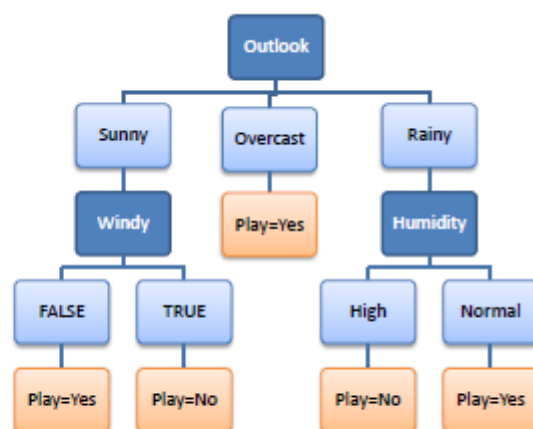 Outlook
Sunny
Overcast
Rainy
Windy
Play=Yes
Humidity
FALSE
TRUE
High
Normal
Play=Yes
Play=No
Play=No
Play=Yes